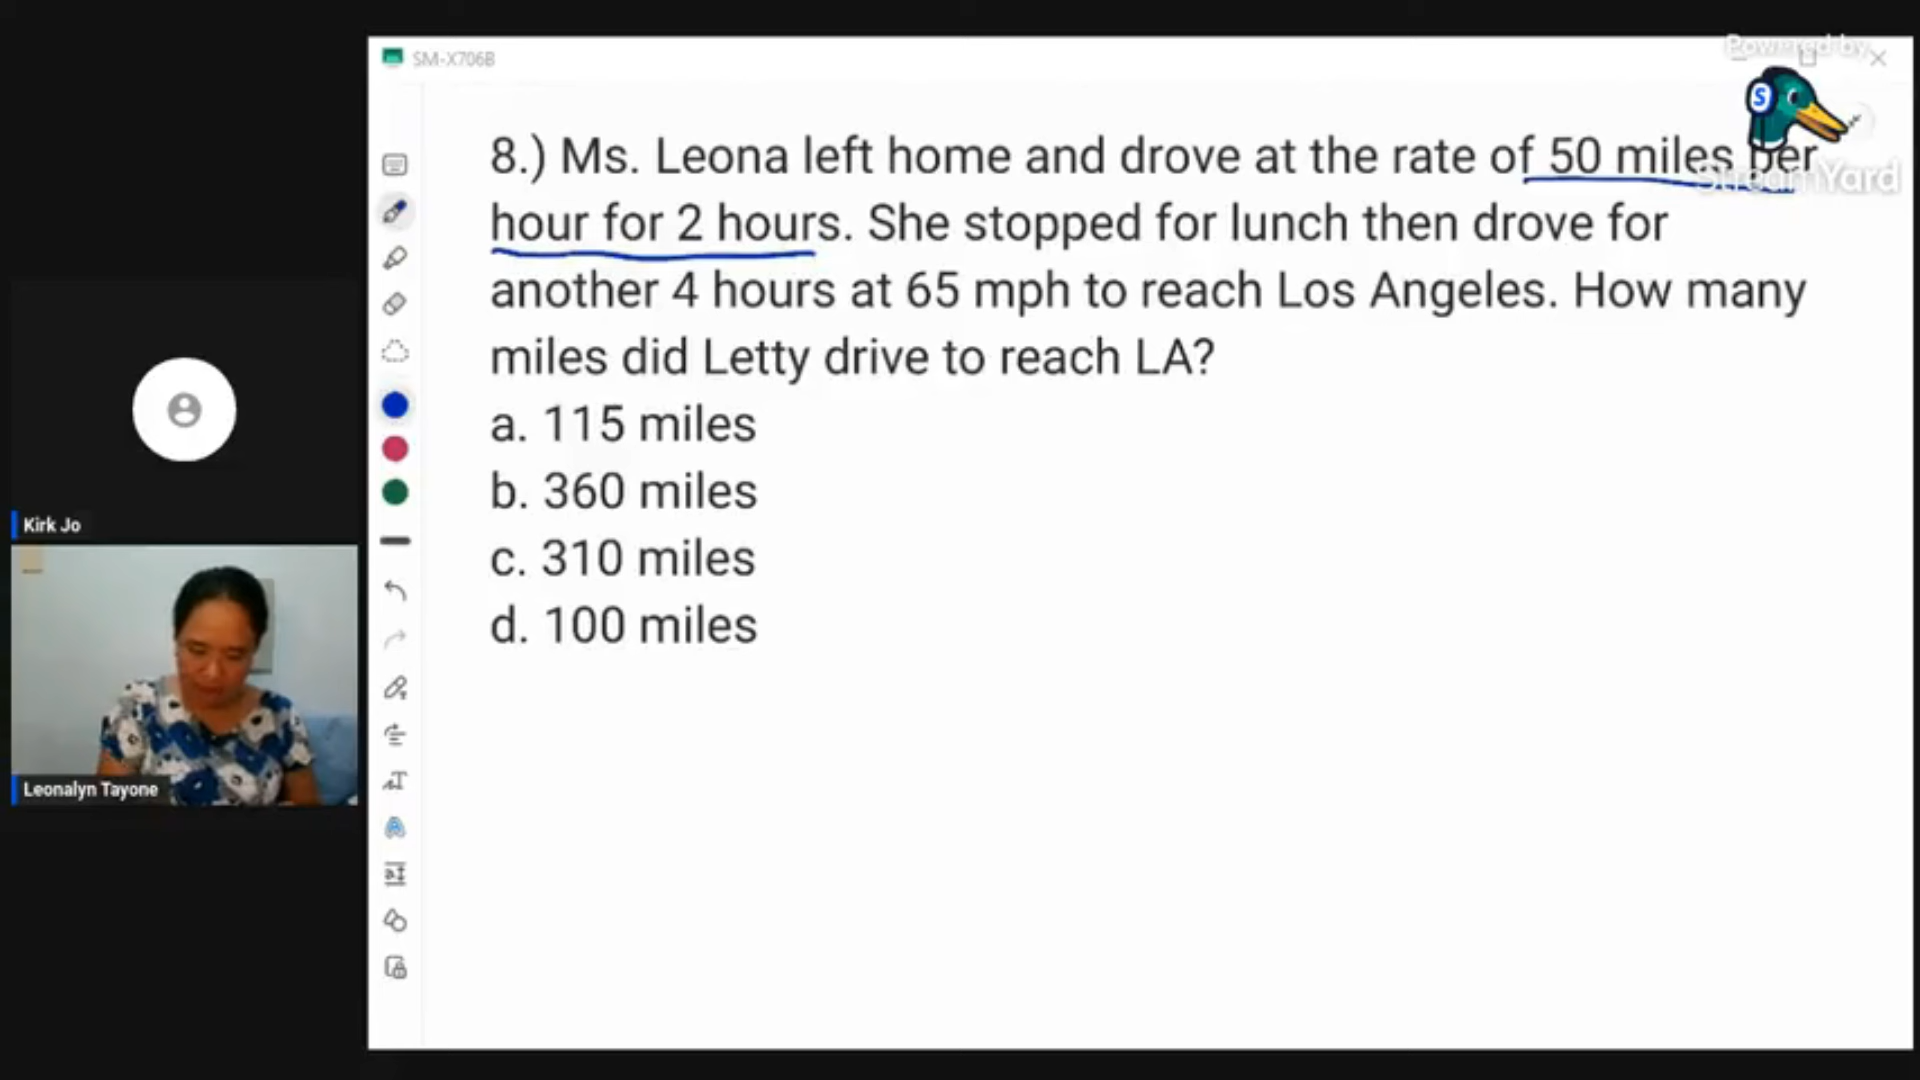 SM-X706B
Powered by
StreamYard
8.) Ms. Leona left home and drove at the rate of 50 miles per
hour for 2 hours. She stopped for lunch then drove for
another 4 hours at 65 mph to reach Los Angeles. How many
miles did Letty drive to reach LA?
a. 115 miles
b. 360 miles
c. 310 miles
d. 100 miles
Kirk Jo
Leonalyn Tayone